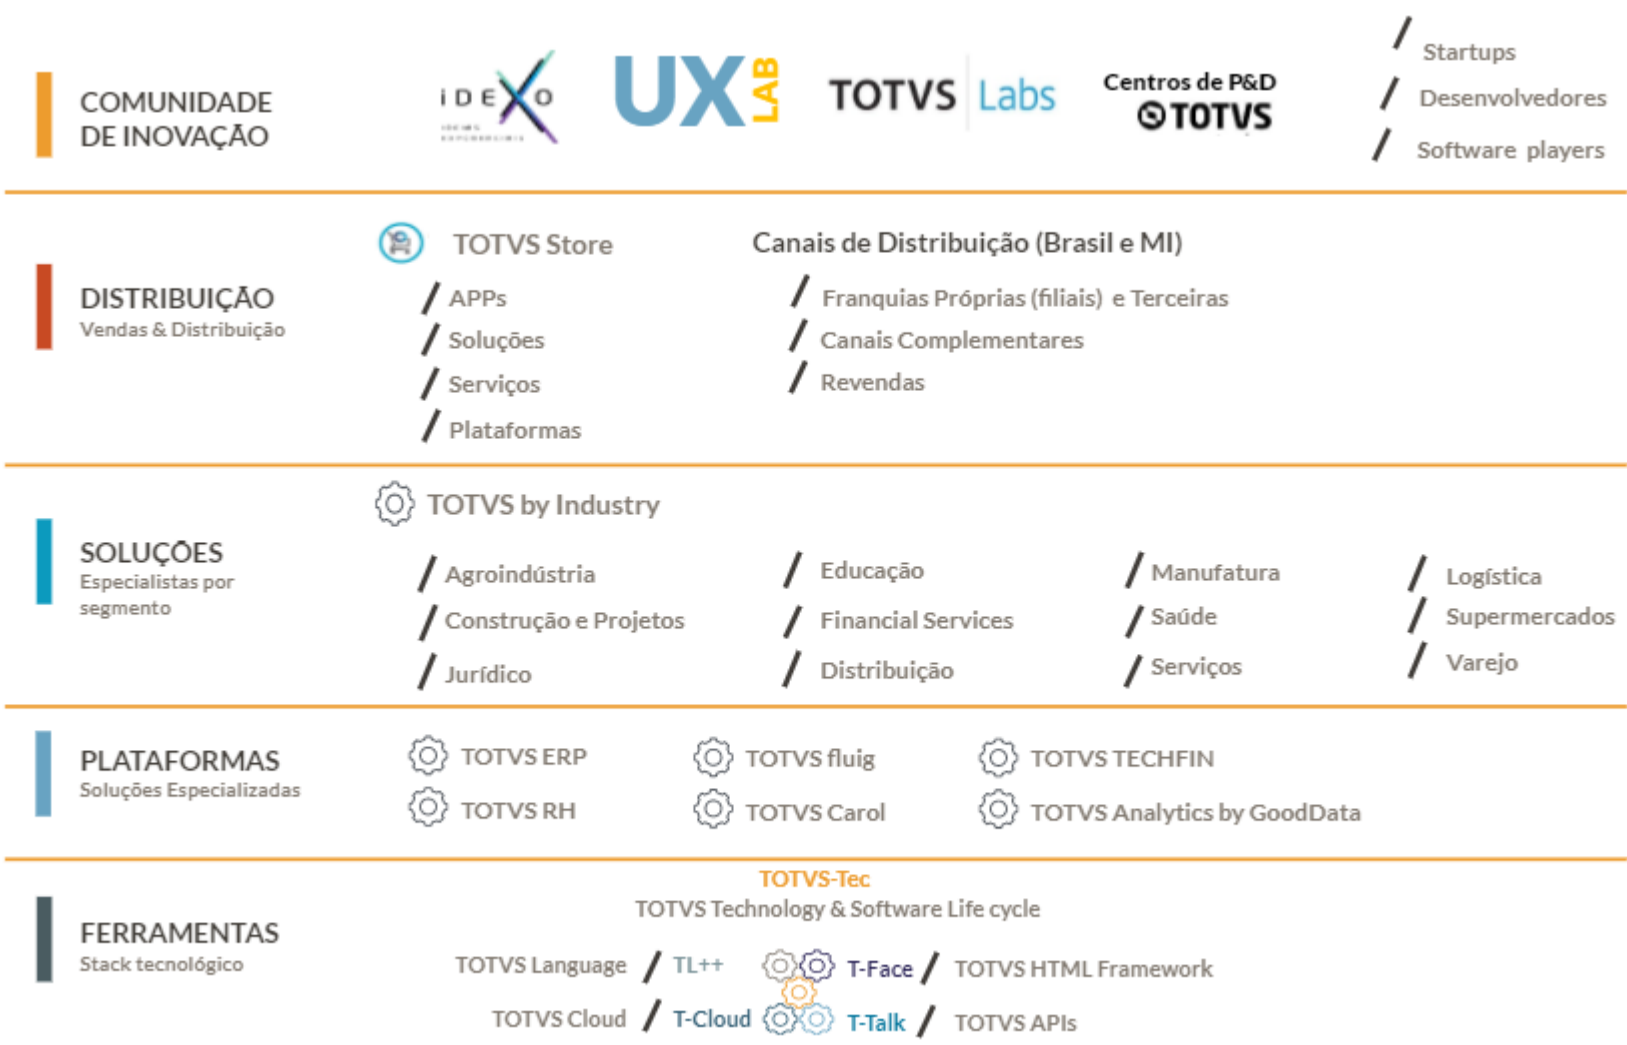 COMUNIDADE
DE INOVAÇÃO
iDEXO
UX LAB
TOTVS Labs
Centros de P&D
TOTVS
Startups
Desenvolvedores
Software players
DISTRIBUIÇÃO
Vendas & Distribuição
TOTVS Store
APPs
Soluções
Serviços
Plataformas
Canais de Distribuição (Brasil e MI)
Franquias Próprias (filiais) e Terceiras
Canais Complementares
Revendas
SOLUÇÕES
Especialistas por
segmento
TOTVS by Industry
Agroindústria
Construção e Projetos
Jurídico
Educação
Financial Services
Distribuição
Manufatura
Saúde
Serviços
Logística
Supermercados
Varejo
PLATAFORMAS
Soluções Especializadas
TOTVS ERP
TOTVS RH
TOTVS fluig
TOTVS Carol
TOTVS TECHFIN
TOTVS Analytics by GoodData
FERRAMENTAS
Stack tecnológico
TOTVS-Tec
TOTVS Technology & Software Life cycle
TOTVS Language / TL++
T-Face / TOTVS HTML Framework
TOTVS Cloud / T-Cloud
T-Talk / TOTVS APIs